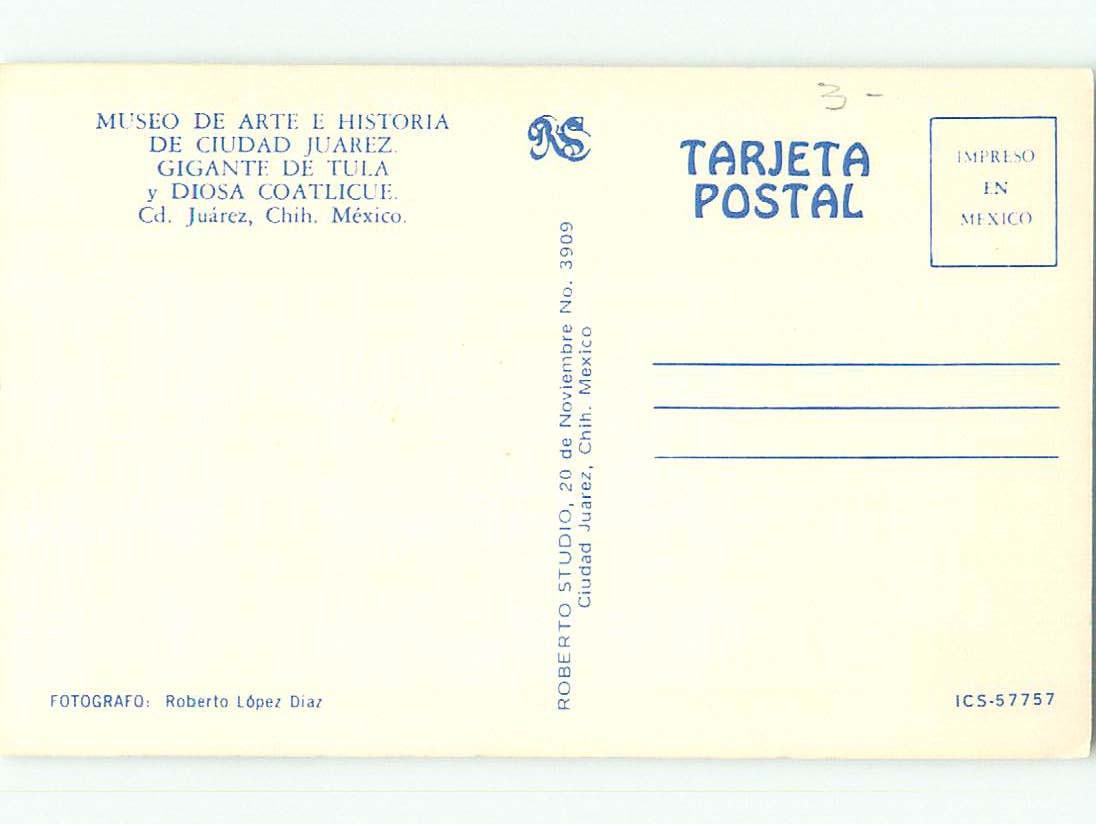 MUSEO DE ARTE E HISTORIA
DE CIUDAD JUAREZ.
GIGANTE DE TULA
y DIOSA COATLICUE.
Cd. Juárez, Chih. México.
FOTOGRAFO: Roberto López Díaz
RS
ROBERTO STUDIO, 20 de Noviembre No. 3909
Ciudad Juarez, Chih. Mexico
3 -
TARJETA
POSTAL
IMPRESO
EN
MEXICO
ICS-57757